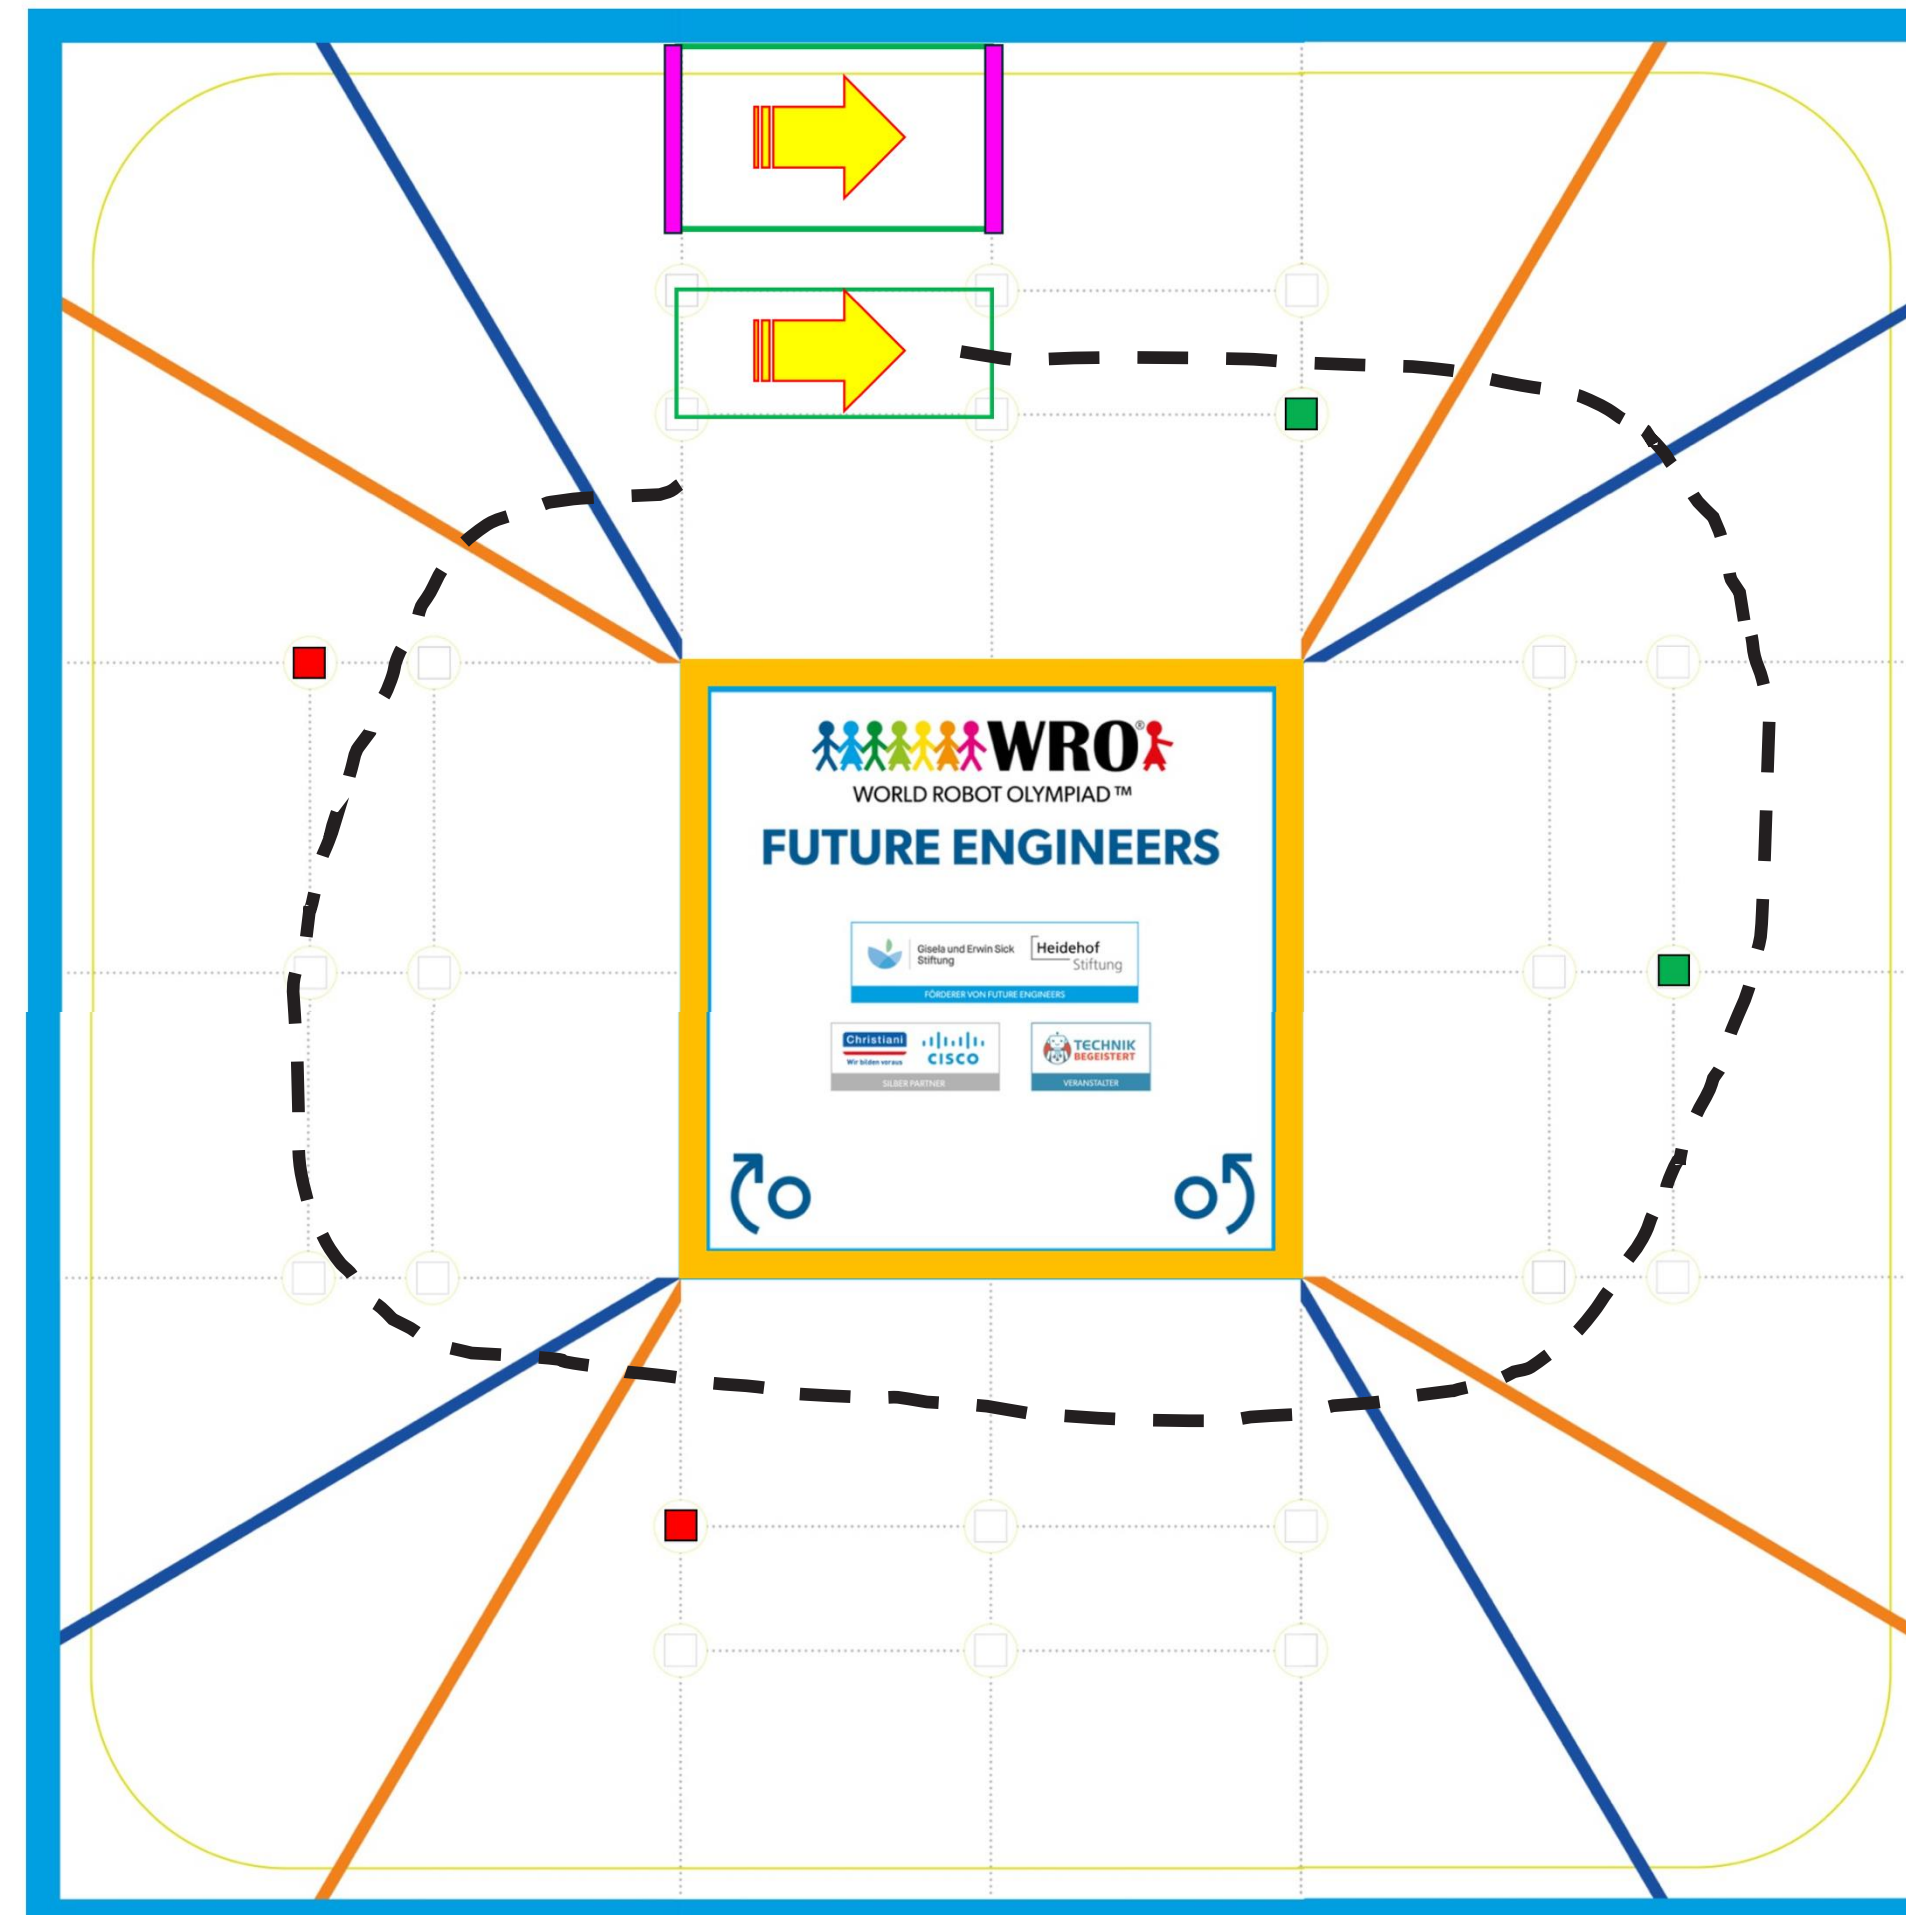 WRO®
WORLD ROBOT OLYMPIAD™
FUTURE ENGINEERS
Gisela und Erwin Sick
Stiftung
Heidehof
Stiftung
FÖRDERER VON FUTURE ENGINEERS
Christiani
Wir bilden voraus
CISCO
SILBER PARTNER
TECHNIK
BEGEISTERT
VERANSTALTER